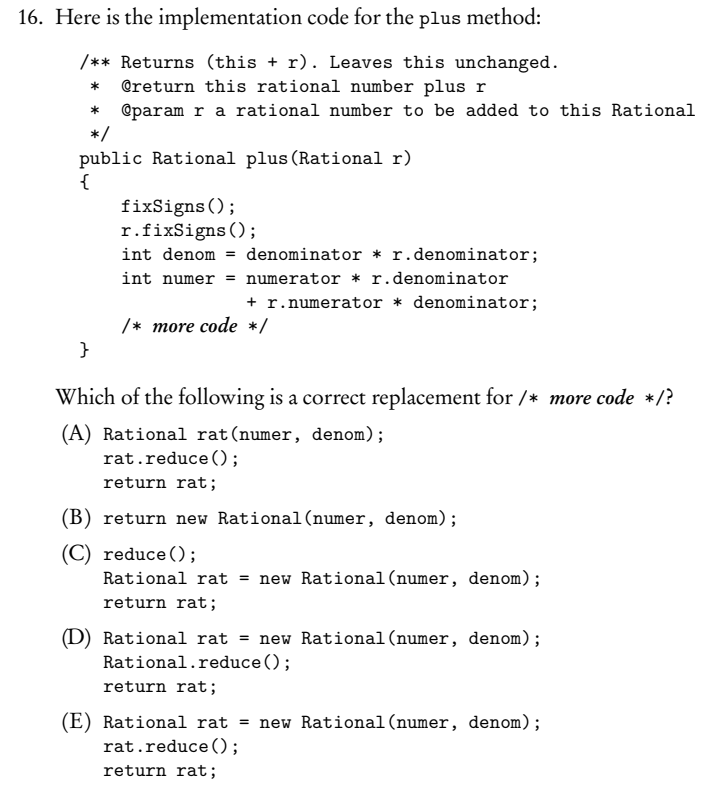 16. Here is the implementation code for the plus method:
/** Returns (this + r). Leaves this unchanged.
 *  @return this rational number plus r
 *  @param r a rational number to be added to this Rational
 */
public Rational plus(Rational r)
{
    fixSigns();
    r.fixSigns();
    int denom = denominator * r.denominator;
    int numer = numerator * r.denominator
                + r.numerator * denominator;
    /* more code */
}
Which of the following is a correct replacement for /* more code */?
(A) Rational rat(numer, denom);
    rat.reduce();
    return rat;
(B) return new Rational(numer, denom);
(C) reduce();
    Rational rat = new Rational(numer, denom);
    return rat;
(D) Rational rat = new Rational(numer, denom);
    Rational.reduce();
    return rat;
(E) Rational rat = new Rational(numer, denom);
    rat.reduce();
    return rat;